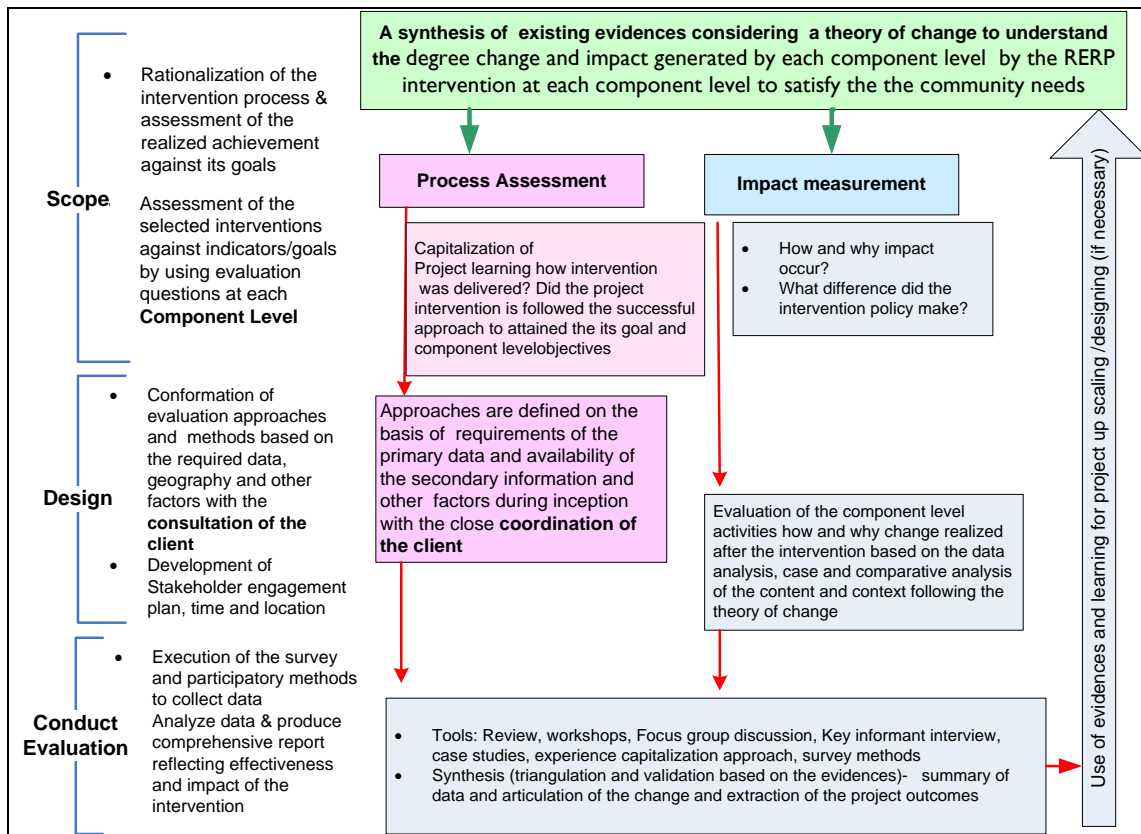 A synthesis of existing evidences considering a theory of change to understand
the degree change and impact generated by each component level by the RERP
intervention at each component level to satisfy the the community needs
Scope
• Rationalization of the
intervention process &
assessment of the
realized achievement
against its goals
Assessment of the
selected interventions
against indicators/goals
by using evaluation
questions at each
Component Level
Process Assessment
Impact measurement
Capitalization of
Project learning how intervention
was delivered? Did the project
intervention is followed the successful
approach to attained the its goal and
component levelobjectives
• How and why impact
occur?
• What difference did the
intervention policy make?
Design
• Conformation of
evaluation approaches
and methods based on
the required data,
geography and other
factors with the
consultation of the
client
• Development of
Stakeholder engagement
plan, time and location
Approaches are defined on the
basis of requirements of the
primary data and availability of
the secondary information and
other factors during inception
with the close coordination of
the client
Evaluation of the component level
activities how and why change realized
after the intervention based on the data
analysis, case and comparative analysis
of the content and context following the
theory of change
Conduct
Evaluation
• Execution of the survey
and participatory methods
to collect data
Analyze data & produce
comprehensive report
reflecting effectiveness
and impact of the
intervention
• Tools: Review, workshops, Focus group discussion, Key informant interview,
case studies, experience capitalization approach, survey methods
• Synthesis (triangulation and validation based on the evidences)- summary of
data and articulation of the change and extraction of the project outcomes
Use of evidences and learning for project up scaling /designing (if necessary)